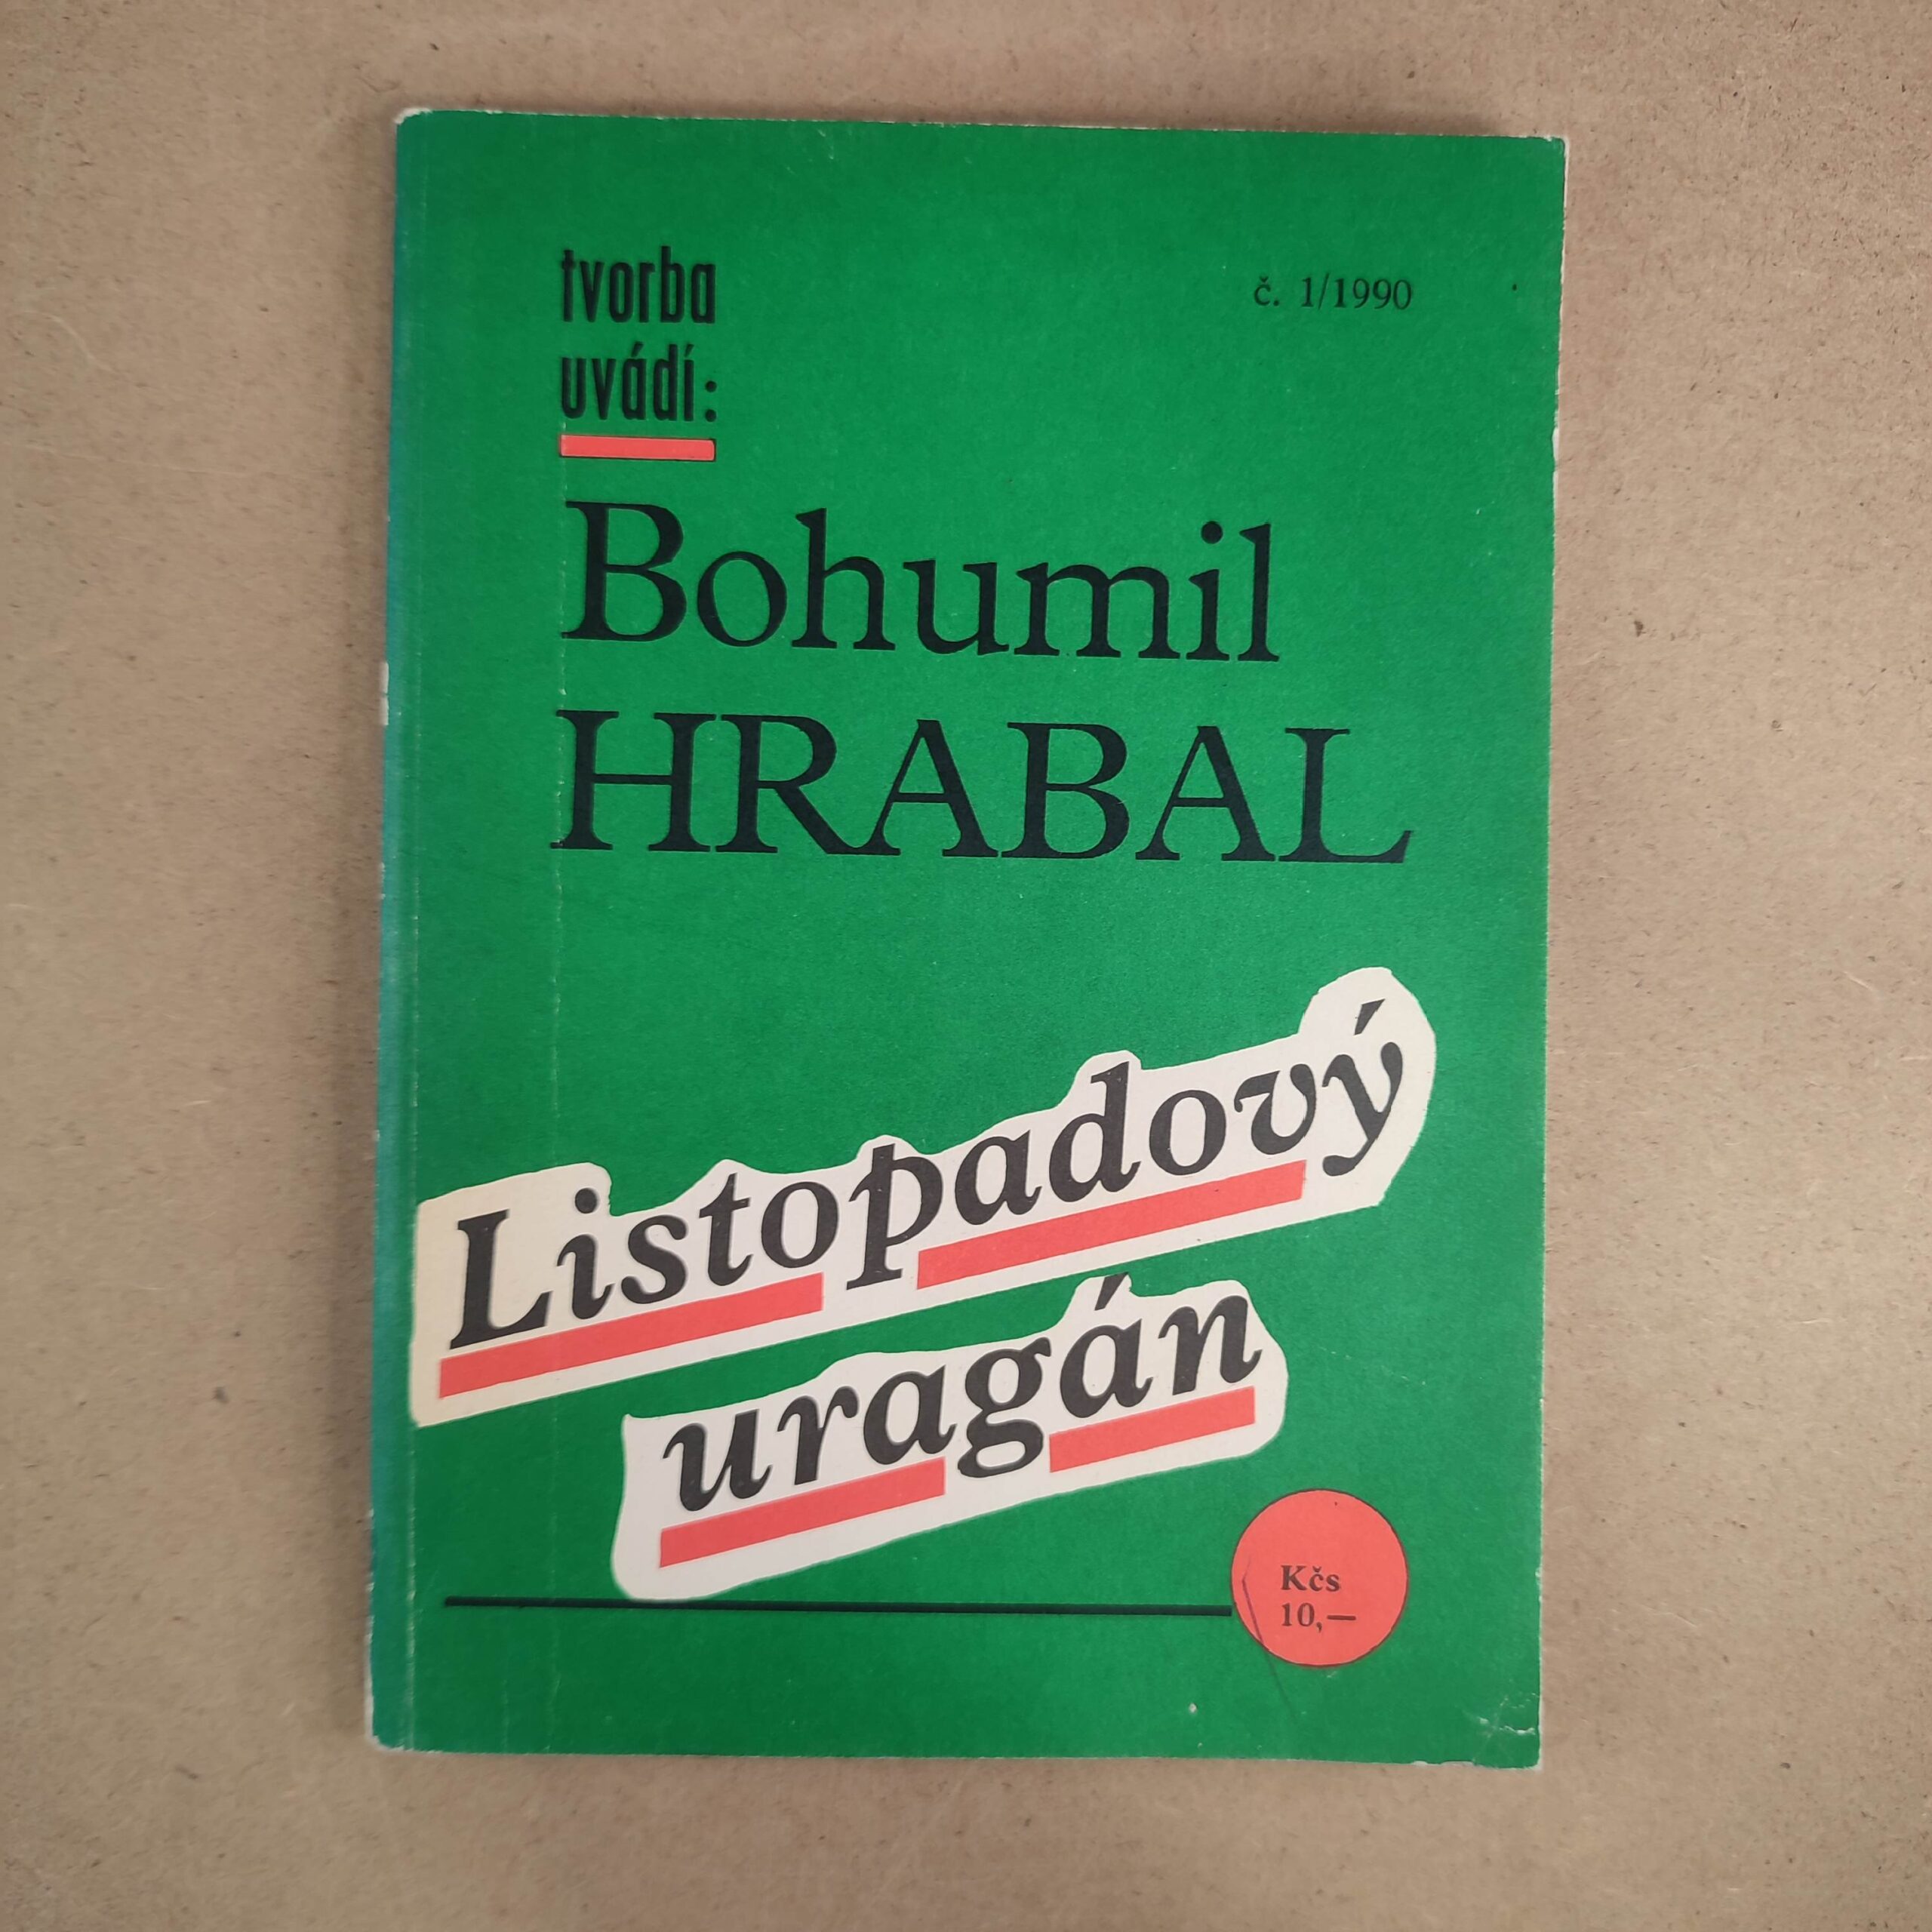 tvorba
uvádí:
č. 1/1990
Bohumil
HRABAL
Listopadový
uragán
Kčs
10,—